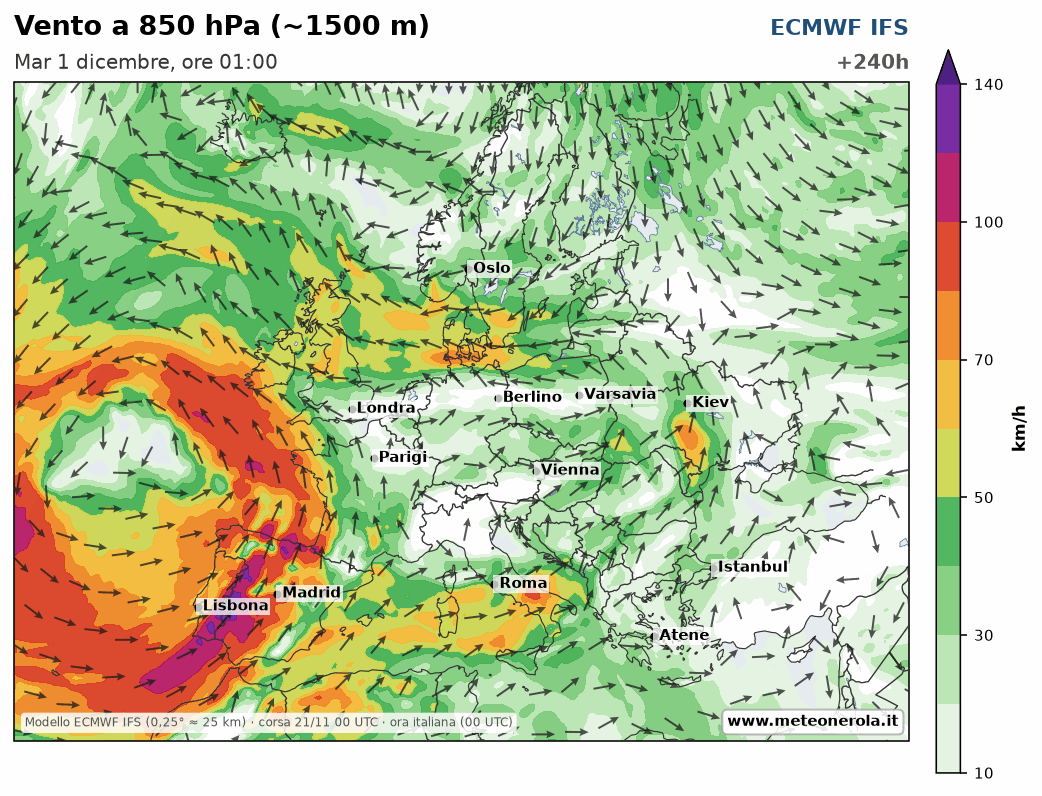 Vento a 850 hPa (~1500 m)
ECMWF IFS
Mar 1 dicembre, ore 01:00
+240h
140
100
70
50
30
10
km/h
Oslo
Londra
Berlino
Varsavia
Kiev
Parigi
Vienna
Istanbul
Roma
Madrid
Lisbona
Atene
Modello ECMWF IFS (0,25° ≈ 25 km) · corsa 21/11 00 UTC · ora italiana (00 UTC)
www.meteonerola.it